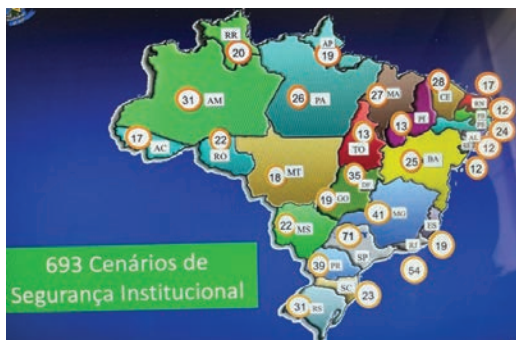 RR
20
AP
19
31 AM
26 PA
27 MA
28
CE
17
RN
12
24
AL
12
12
17
AC
22
RO
13
TO
13
PI
25 BA
18 MT
35
DF
19 GO
41 MG
22
MS
71
SP
ES
19
RJ
54
39 PR
SC
23
31 RS
693 Cenários de
Segurança Institucional